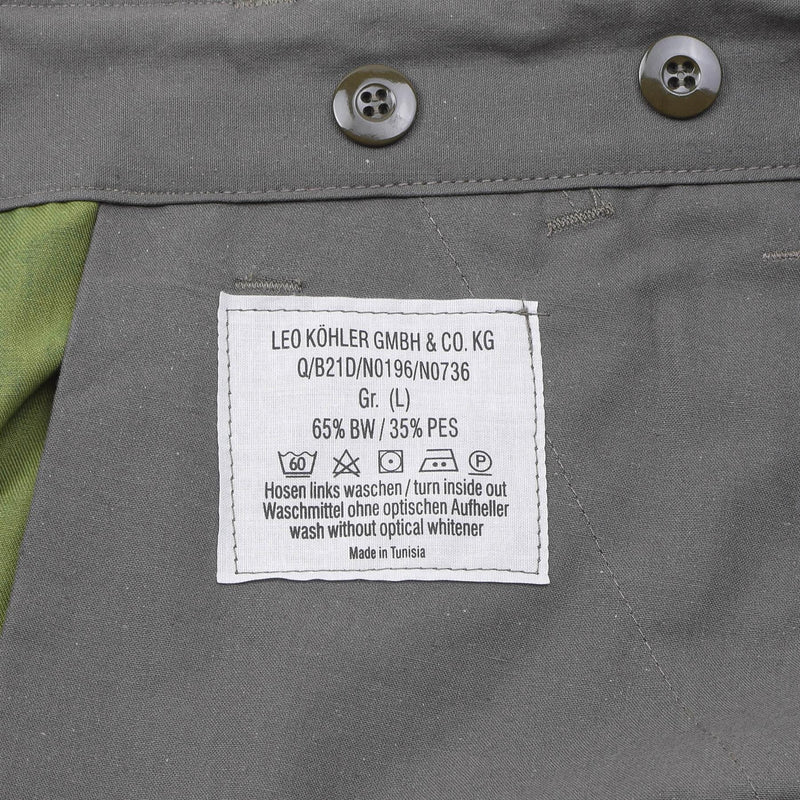 LEO KÖHLER GMBH & CO. KG
Q/B21D/N0196/N0736
Gr. (L)
65% BW / 35% PES
60 P
Hosen links waschen / turn inside out
Waschmittel ohne optischen Aufheller
wash without optical whitener
Made in Tunisia